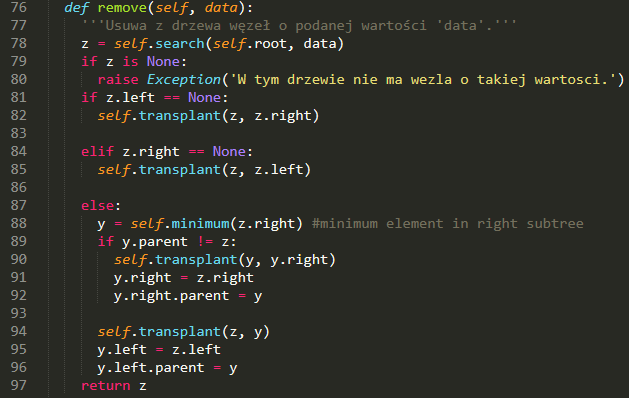 76 def remove(self, data):
77 '''Usuwa z drzewa węzeł o podanej wartości 'data'.'''
78 z = self.search(self.root, data)
79 if z is None:
80 raise Exception('W tym drzewie nie ma wezla o takiej wartosci.')
81 if z.left == None:
82 self.transplant(z, z.right)
83
84 elif z.right == None:
85 self.transplant(z, z.left)
86
87 else:
88 y = self.minimum(z.right) #minimum element in right subtree
89 if y.parent != z:
90 self.transplant(y, y.right)
91 y.right = z.right
92 y.right.parent = y
93
94 self.transplant(z, y)
95 y.left = z.left
96 y.left.parent = y
97 return z